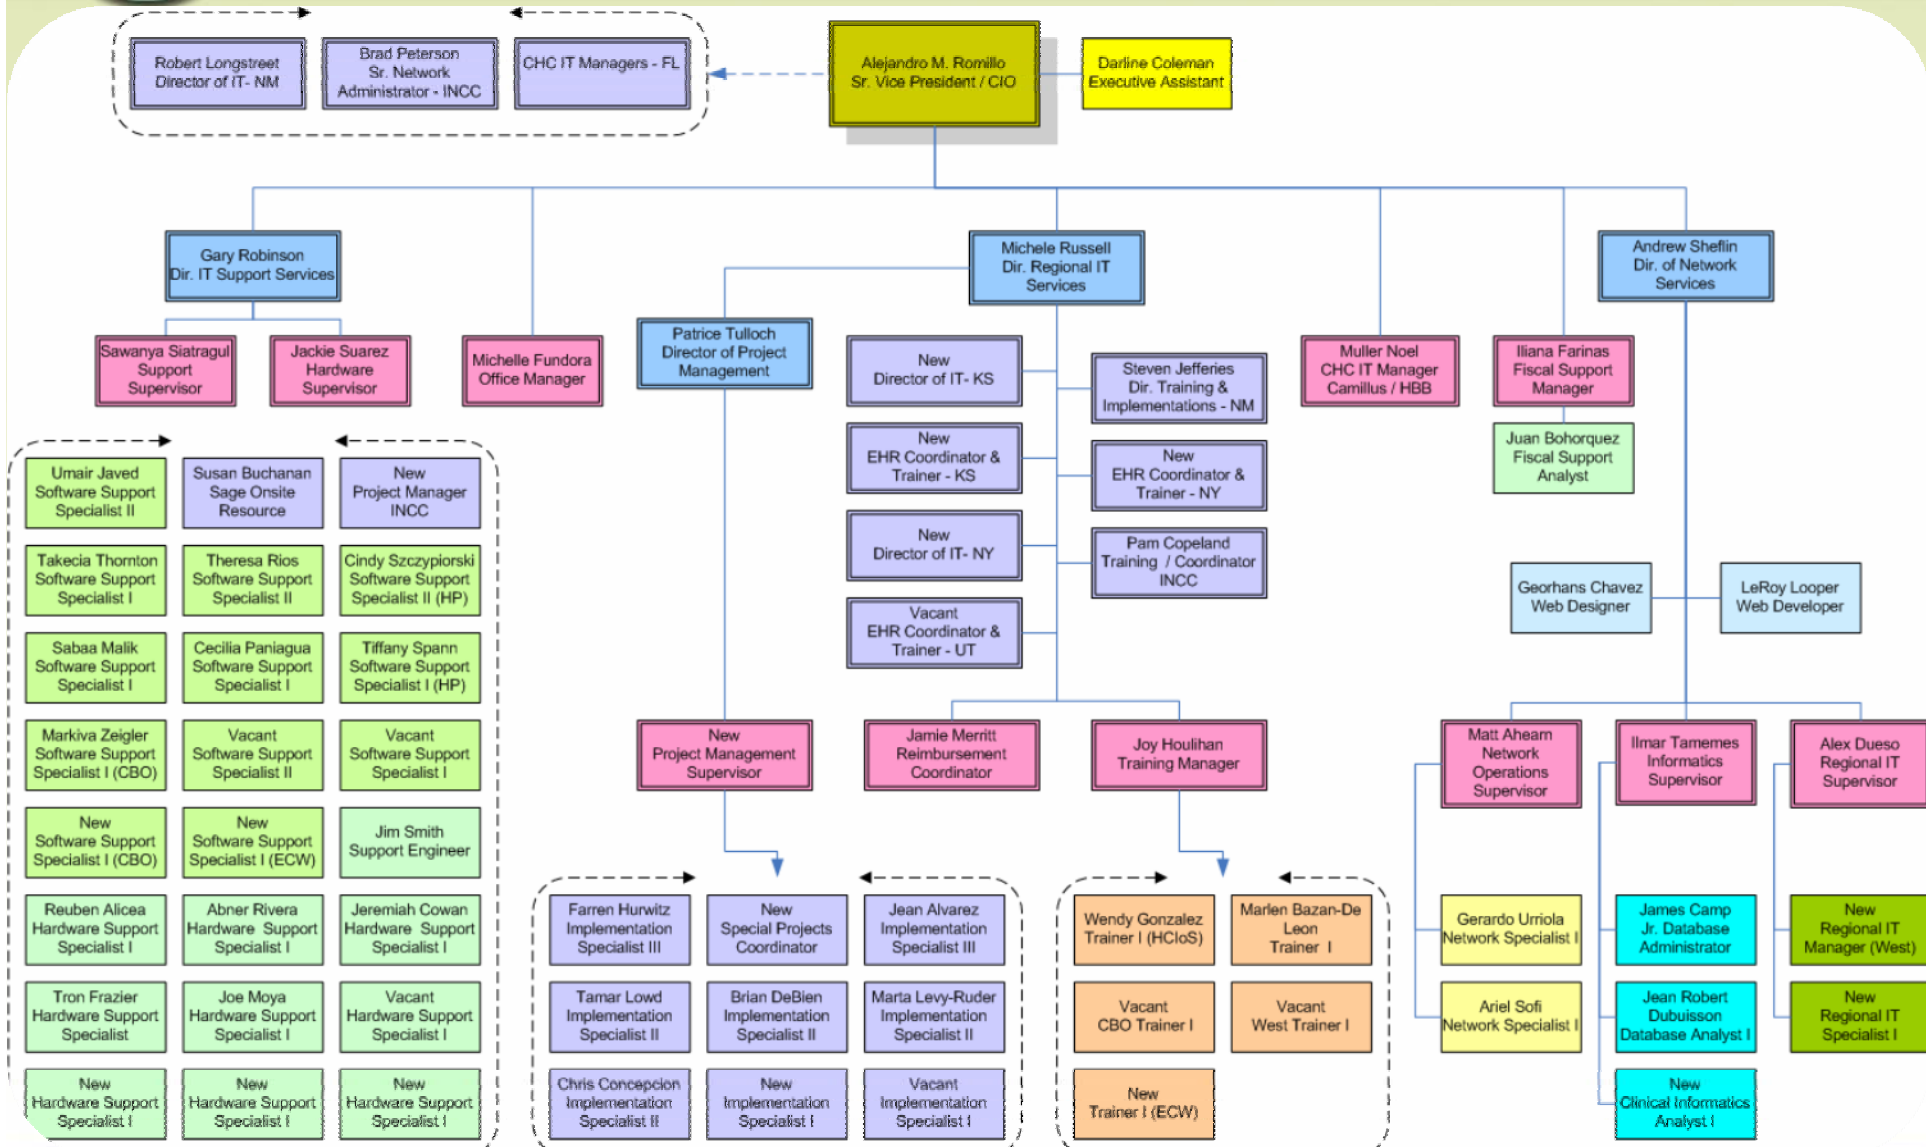 Robert Longstreet
Director of IT- NM
Brad Peterson
Sr. Network
Administrator - INCC
CHC IT Managers - FL
Alejandro M. Romillo
Sr. Vice President / CIO
Darline Coleman
Executive Assistant
Gary Robinson
Dir. IT Support Services
Michele Russell
Dir. Regional IT
Services
Andrew Sheflin
Dir. of Network
Services
Sawanya Siatragul
Support
Supervisor
Jackie Suarez
Hardware
Supervisor
Michelle Fundora
Office Manager
Patrice Tulloch
Director of Project
Management
New
Director of IT- KS
Steven Jefferies
Dir. Training &
Implementations - NM
Muller Noel
CHC IT Manager
Camillus / HBB
Iliana Farinas
Fiscal Support
Manager
New
EHR Coordinator &
Trainer - KS
New
EHR Coordinator &
Trainer - NY
Juan Bohorquez
Fiscal Support
Analyst
New
Director of IT- NY
Pam Copeland
Training / Coordinator
INCC
Vacant
EHR Coordinator &
Trainer - UT
Georhans Chavez
Web Designer
LeRoy Looper
Web Developer
Umair Javed
Software Support
Specialist II
Susan Buchanan
Sage Onsite
Resource
New
Project Manager
INCC
Takecia Thornton
Software Support
Specialist I
Theresa Rios
Software Support
Specialist II
Cindy Szczypiorski
Software Support
Specialist II (HP)
Sabaa Malik
Software Support
Specialist I
Cecilia Paniagua
Software Support
Specialist I
Tiffany Spann
Software Support
Specialist I (HP)
Markiva Zeigler
Software Support
Specialist I (CBO)
Vacant
Software Support
Specialist II
Vacant
Software Support
Specialist I
New
Software Support
Specialist I (CBO)
New
Software Support
Specialist I (ECW)
Jim Smith
Support Engineer
Reuben Alicea
Hardware Support
Specialist I
Abner Rivera
Hardware Support
Specialist I
Jeremiah Cowan
Hardware Support
Specialist I
Tron Frazier
Hardware Support
Specialist
Joe Moya
Hardware Support
Specialist I
Vacant
Hardware Support
Specialist I
New
Hardware Support
Specialist I
New
Hardware Support
Specialist I
New
Hardware Support
Specialist I
New
Project Management
Supervisor
Jamie Merritt
Reimbursement
Coordinator
Joy Houlihan
Training Manager
Matt Ahearn
Network
Operations
Supervisor
Ilmar Tamemes
Informatics
Supervisor
Alex Dueso
Regional IT
Supervisor
Farren Hurwitz
Implementation
Specialist III
New
Special Projects
Coordinator
Jean Alvarez
Implementation
Specialist III
Tamar Lowd
Implementation
Specialist II
Brian DeBien
Implementation
Specialist II
Marta Levy-Ruder
Implementation
Specialist II
Chris Concepcion
Implementation
Specialist II
New
Implementation
Specialist I
Vacant
Implementation
Specialist I
Wendy Gonzalez
Trainer I (HCIoS)
Marlen Bazan-De
Leon
Trainer I
Vacant
CBO Trainer I
Vacant
West Trainer I
New
Trainer I (ECW)
Gerardo Urriola
Network Specialist I
Ariel Sofi
Network Specialist I
James Camp
Jr. Database
Administrator
Jean Robert
Dubuisson
Database Analyst I
New
Clinical Informatics
Analyst I
New
Regional IT
Manager (West)
New
Regional IT
Specialist I